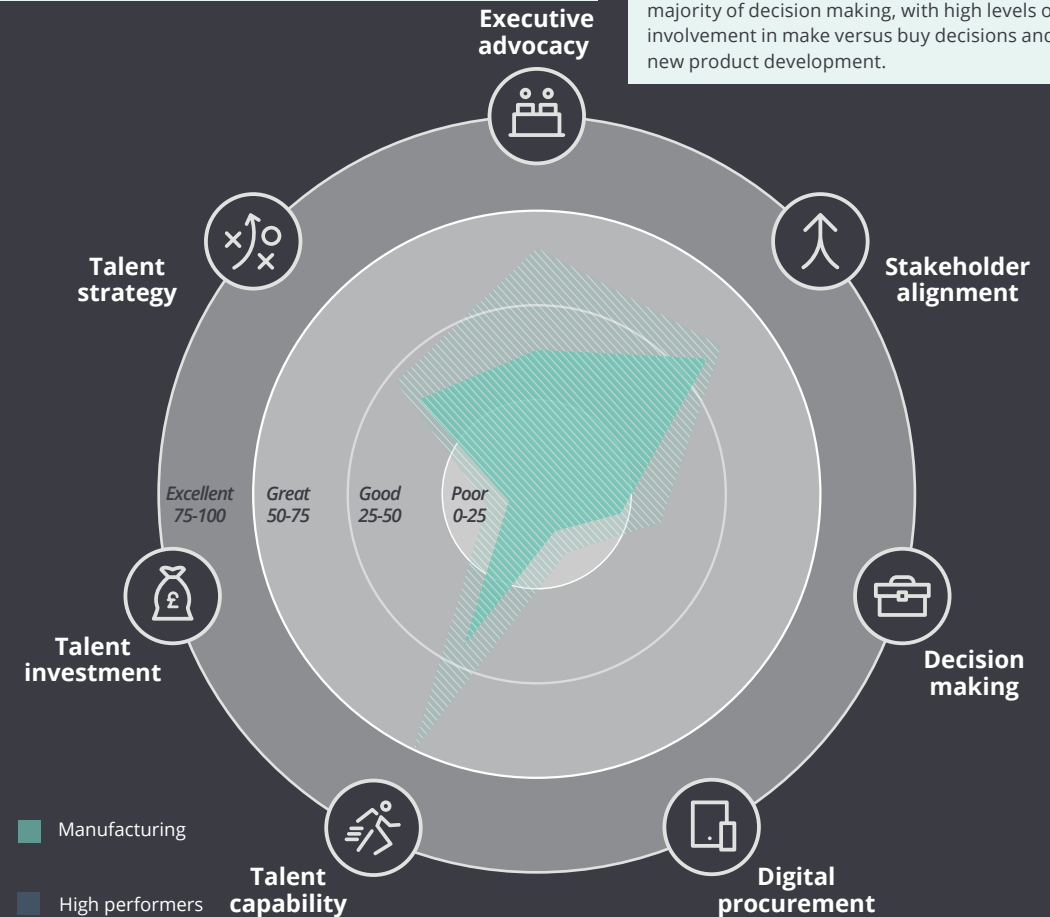 majority of decision making, with high levels
involvement in make versus buy decisions
new product development.
Executive
advocacy
Talent
strategy
Stakeholder
alignment
Excellent
75-100
Great
50-75
Good
25-50
Poor
0-25
£
Talent
investment
Decision
making
Manufacturing
High performers
Talent
capability
Digital
procurement